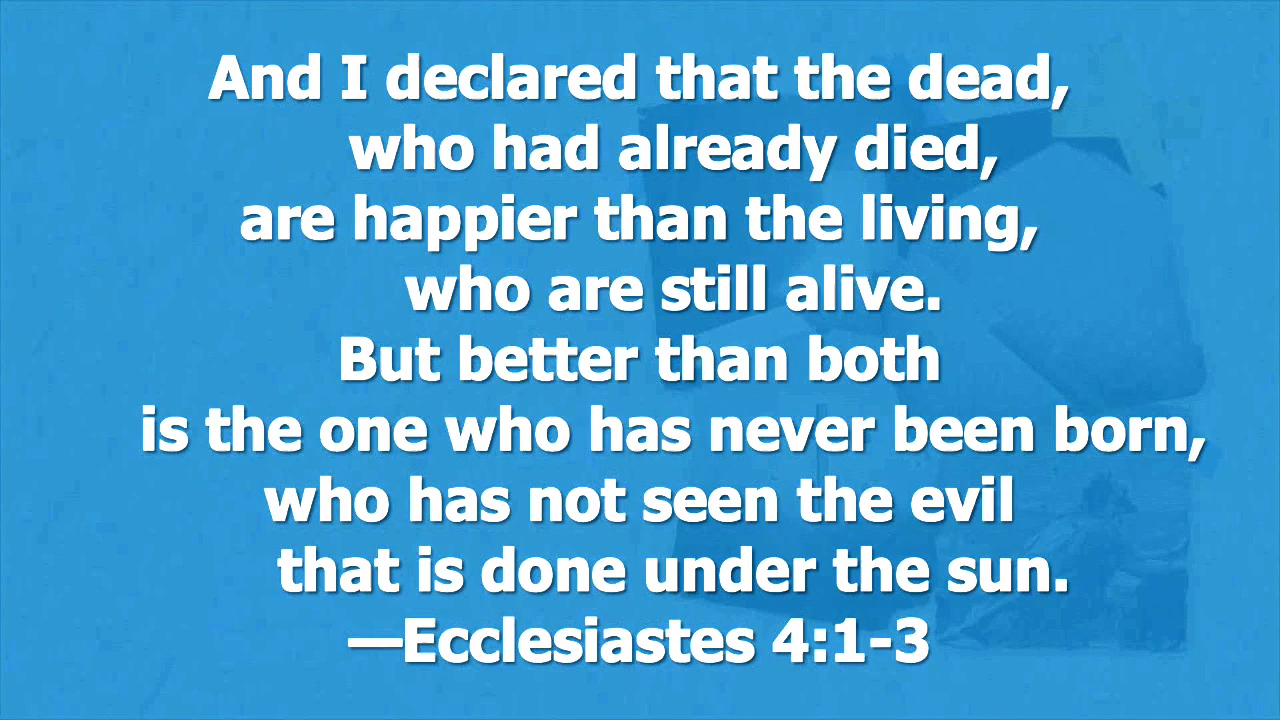 And I declared that the dead,
who had already died,
are happier than the living,
who are still alive.
But better than both
is the one who has never been born,
who has not seen the evil
that is done under the sun.
—Ecclesiastes 4:1-3